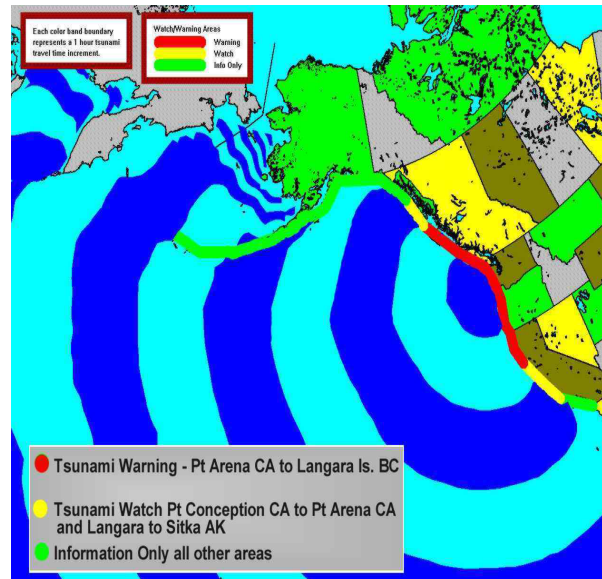 Each color band boundary
represents a 1 hour tsunami
travel time increment.
Watch/Warning Areas
Warning
Watch
Info Only
Tsunami Warning - Pt Arena CA to Langara Is. BC
Tsunami Watch Pt Conception CA to Pt Arena CA
and Langara to Sitka AK
Information Only all other areas